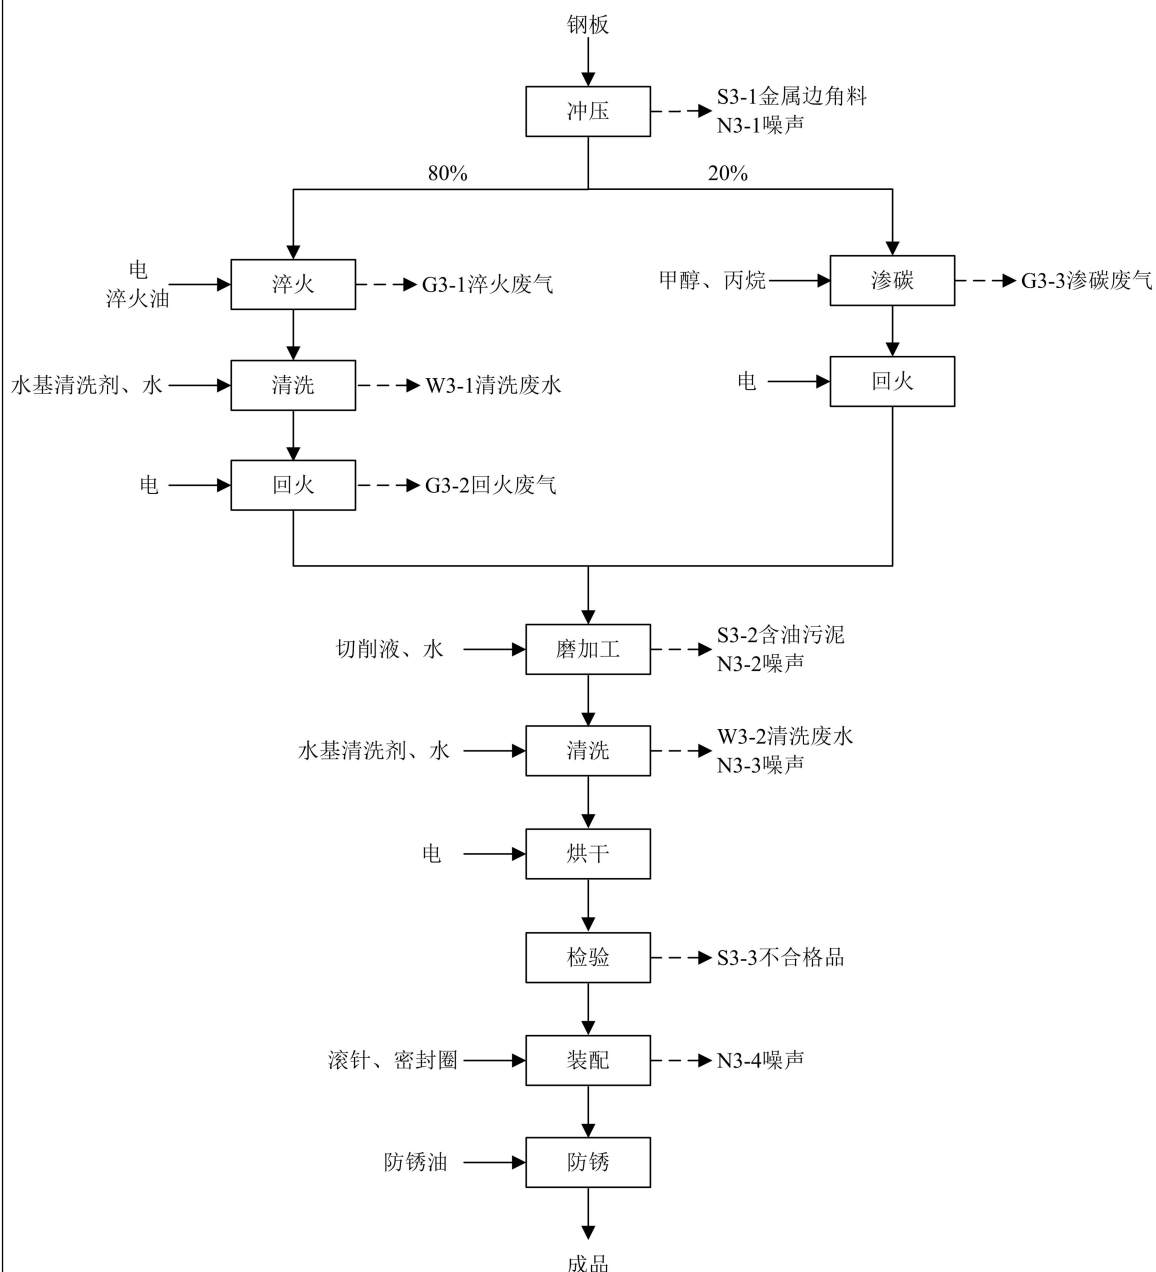 钢板
冲压
S3-1金属边角料
N3-1噪声
80%
20%
电
淬火油
淬火
G3-1淬火废气
甲醇、丙烷
渗碳
G3-3渗碳废气
水基清洗剂、水
清洗
W3-1清洗废水
电
回火
电
回火
G3-2回火废气
切削液、水
磨加工
S3-2含油污泥
N3-2噪声
水基清洗剂、水
清洗
W3-2清洗废水
N3-3噪声
电
烘干
检验
S3-3不合格品
滚针、密封圈
装配
N3-4噪声
防锈油
防锈
成品